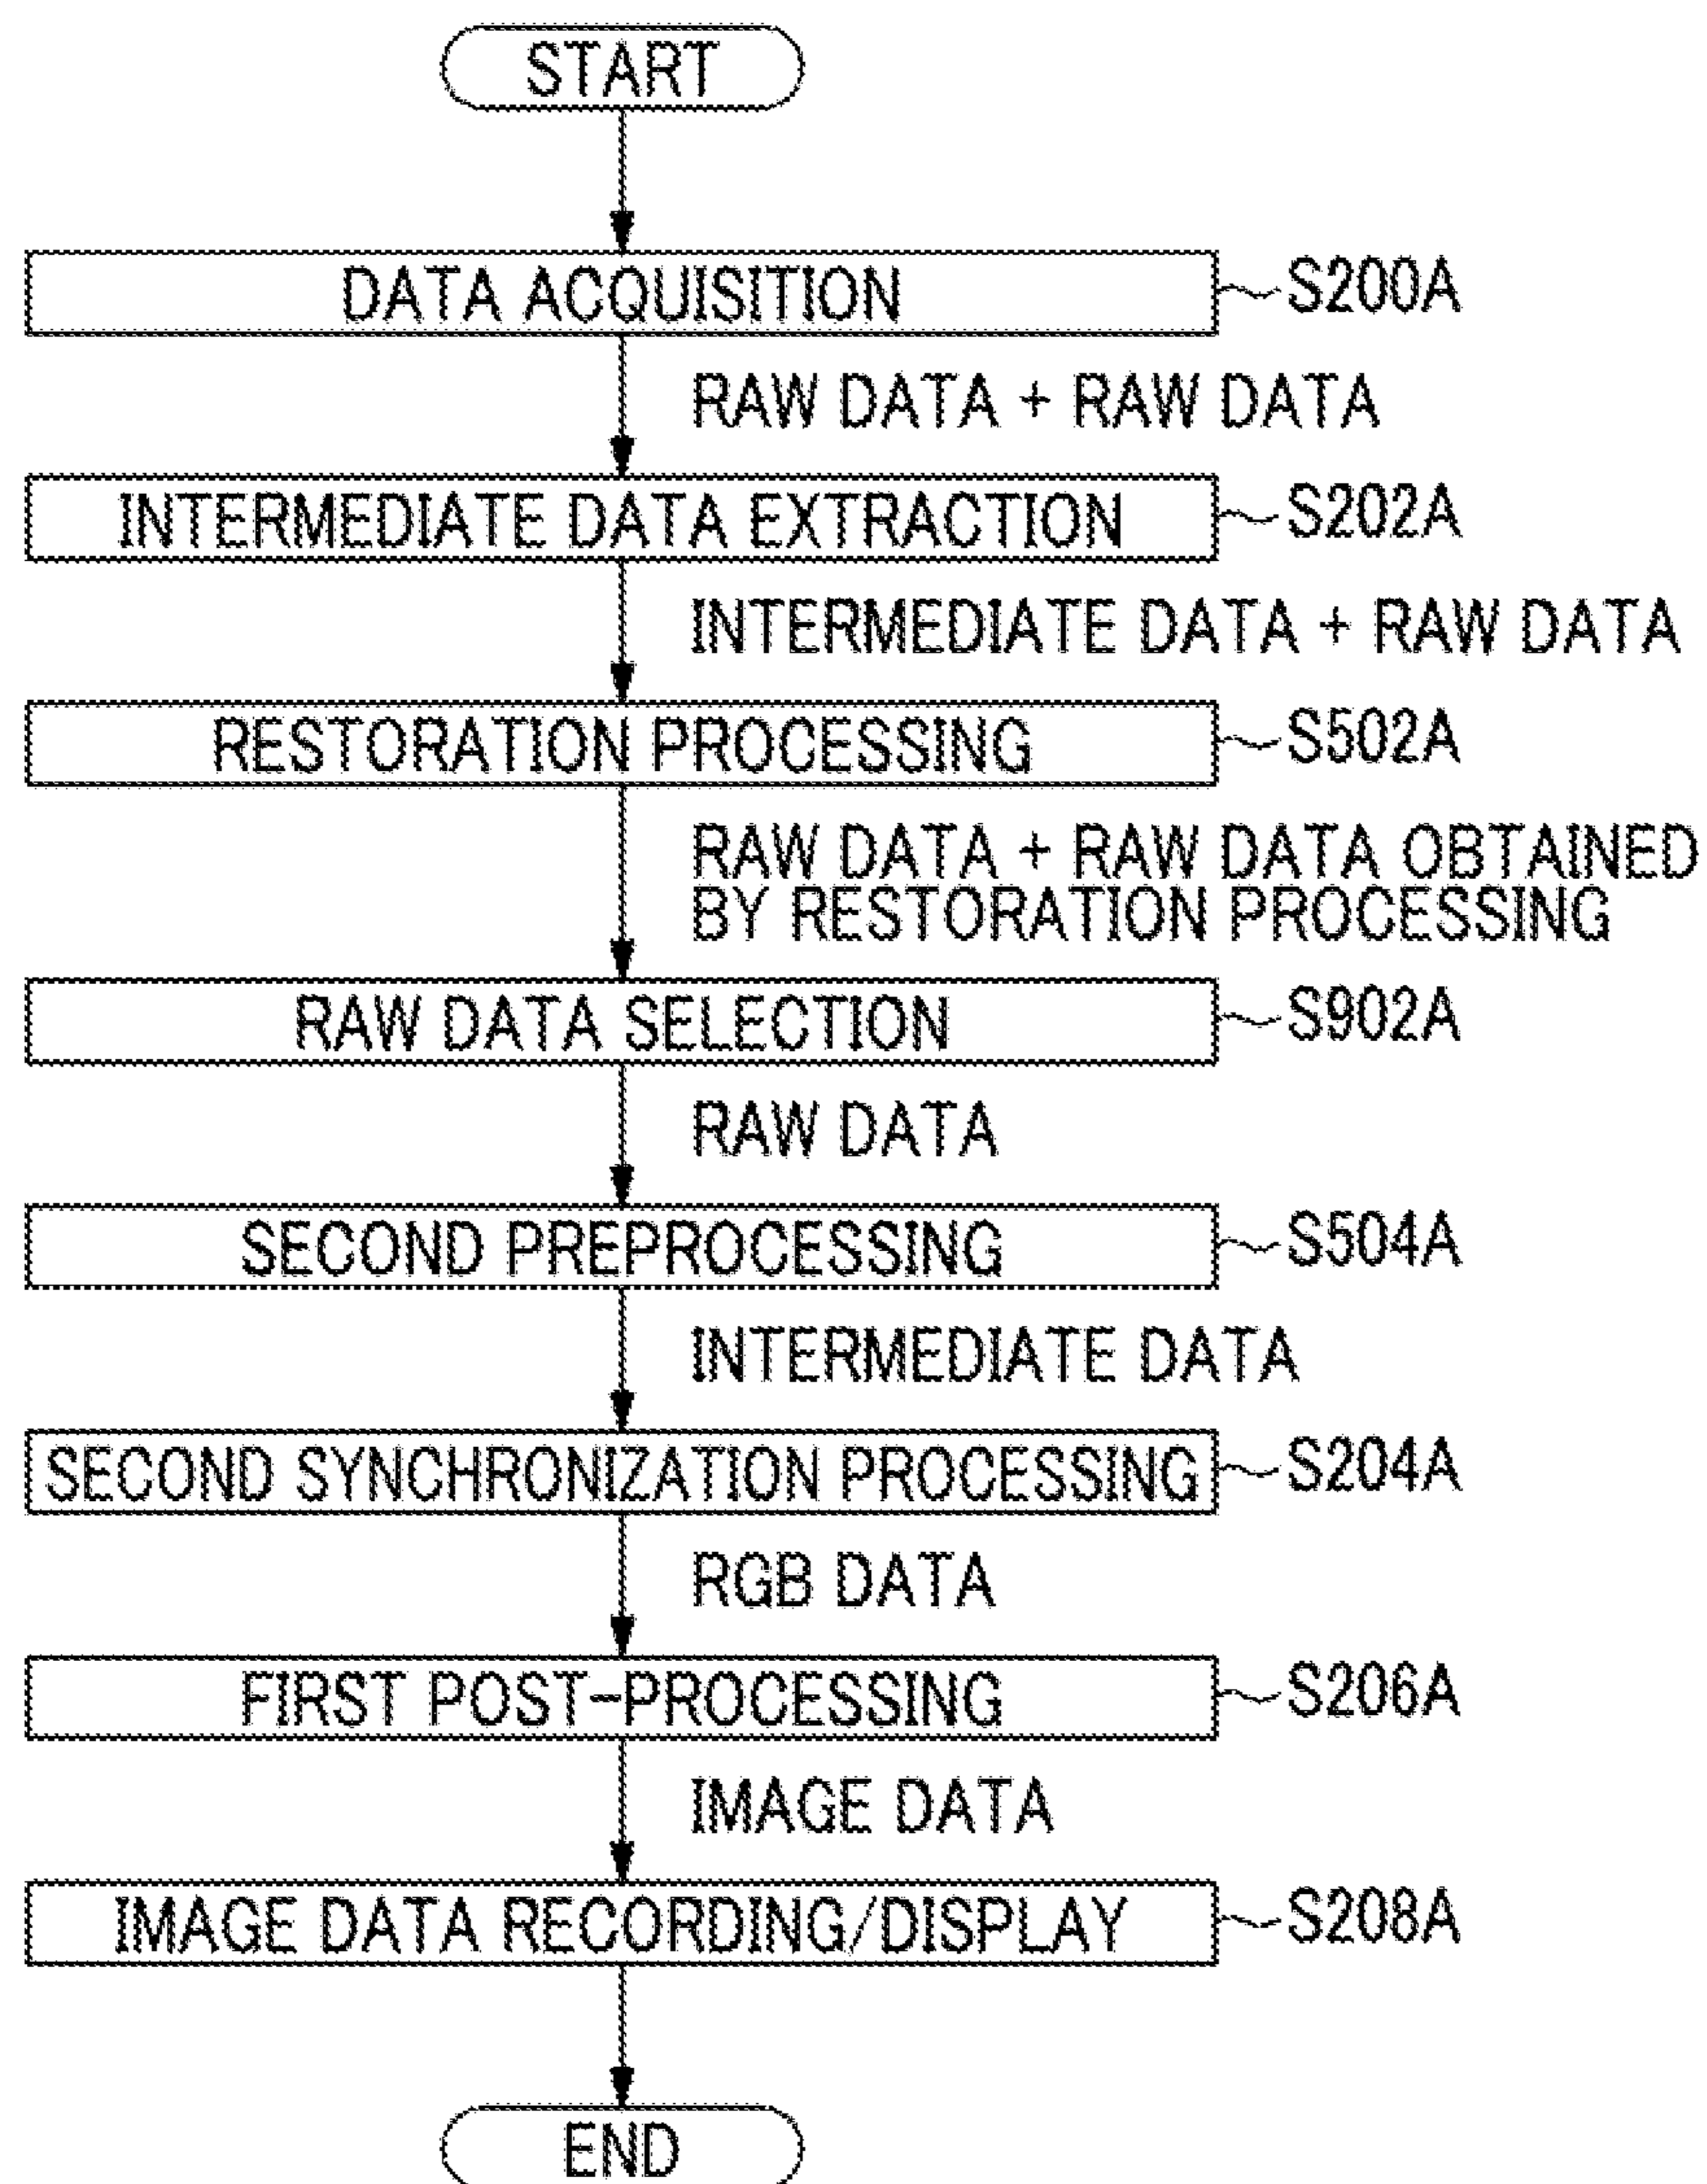 START
DATA ACQUISITION
S200A
RAW DATA + RAW DATA
INTERMEDIATE DATA EXTRACTION
S202A
INTERMEDIATE DATA + RAW DATA
RESTORATION PROCESSING
S502A
RAW DATA + RAW DATA OBTAINED
BY RESTORATION PROCESSING
RAW DATA SELECTION
S902A
RAW DATA
SECOND PREPROCESSING
S504A
INTERMEDIATE DATA
SECOND SYNCHRONIZATION PROCESSING
S204A
RGB DATA
FIRST POST-PROCESSING
S206A
IMAGE DATA
IMAGE DATA RECORDING/DISPLAY
S208A
END